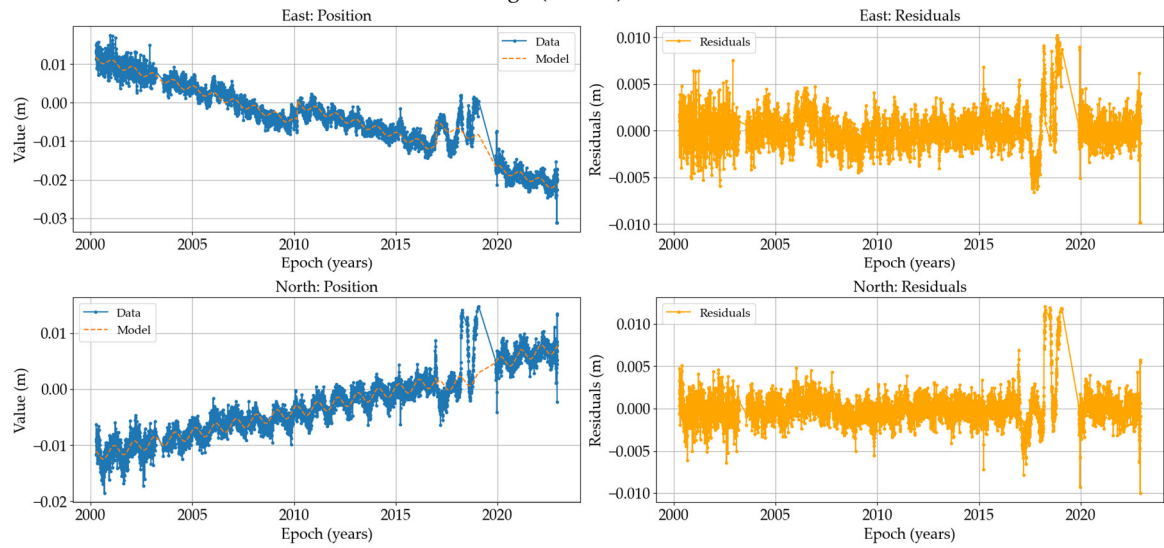 East: Position
0.01
0.00
−0.01
−0.02
−0.03
Value (m)
Data
Model
2000 2005 2010 2015 2020
Epoch (years)
East: Residuals
0.010
0.005
0.000
−0.005
−0.010
Residuals (m)
Residuals
2000 2005 2010 2015 2020
Epoch (years)
North: Position
0.01
0.00
−0.01
−0.02
Value (m)
Data
Model
2000 2005 2010 2015 2020
Epoch (years)
North: Residuals
0.010
0.005
0.000
−0.005
−0.010
Residuals (m)
Residuals
2000 2005 2010 2015 2020
Epoch (years)